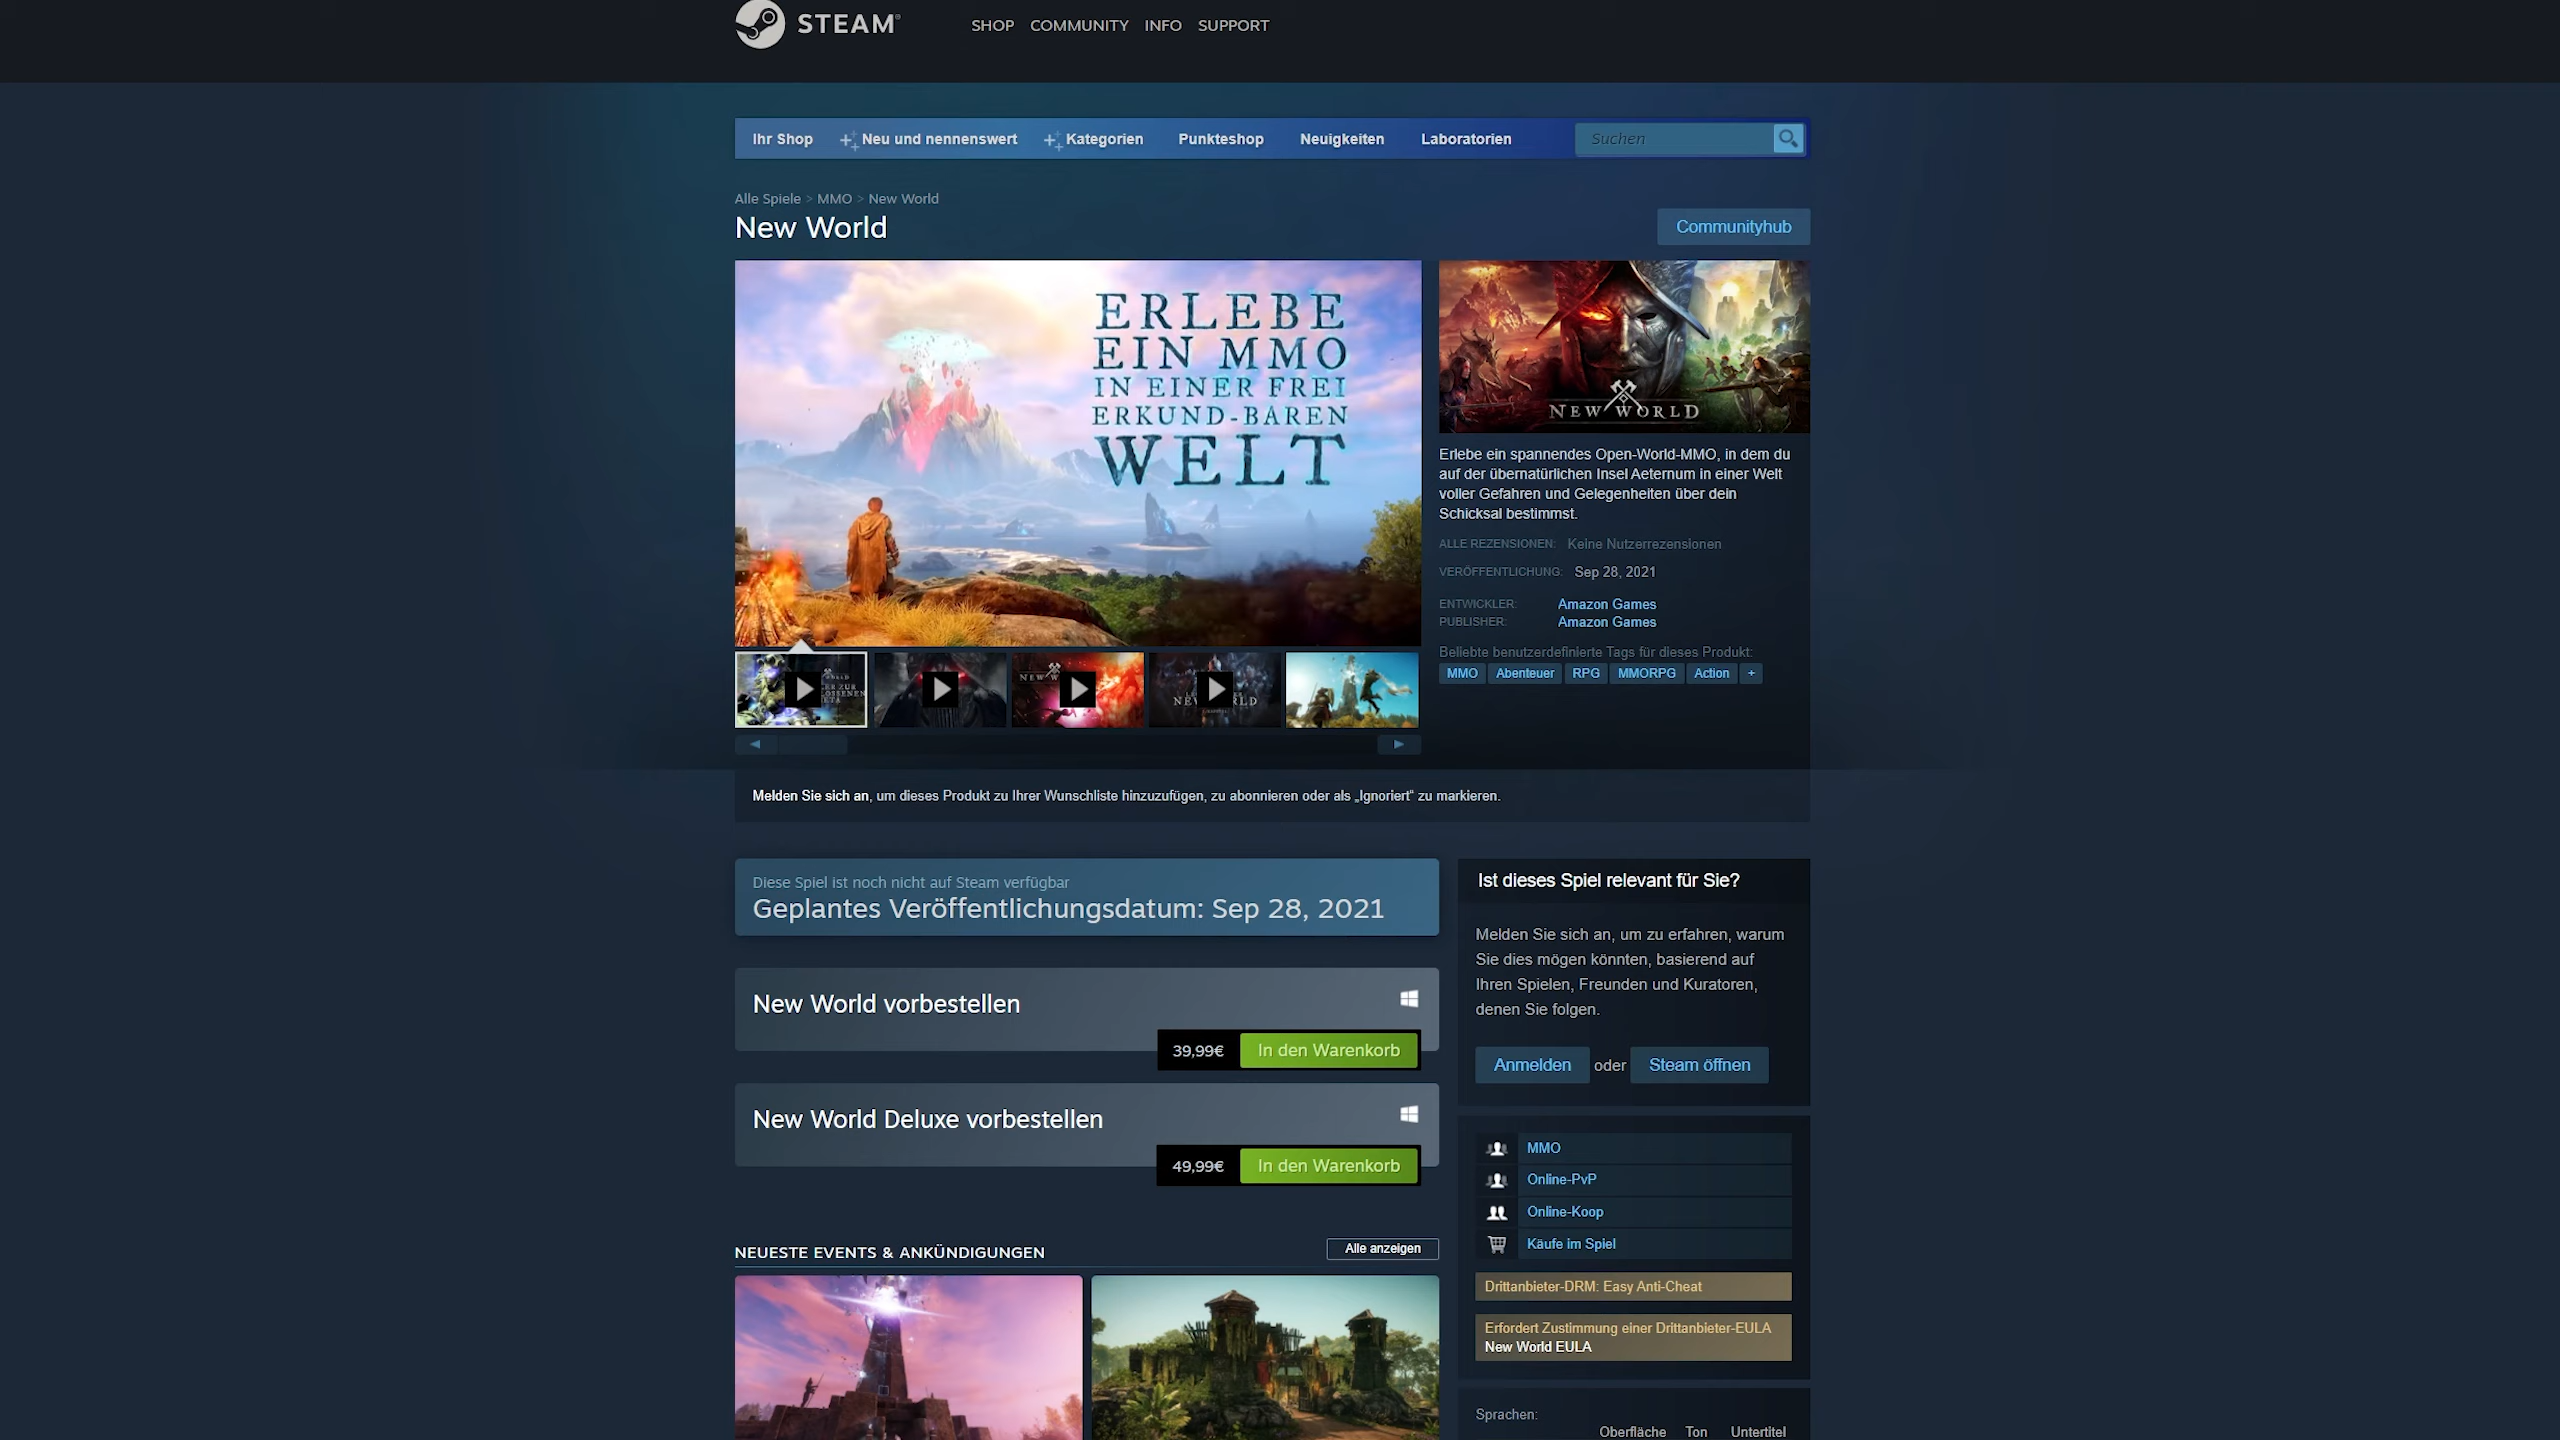 STEAM®
SHOP COMMUNITY INFO SUPPORT
Ihr Shop Neu und nennenswert Kategorien Punkteshop Neuigkeiten Laboratorien Suchen
Alle Spiele > MMO > New World
New World
Communityhub
ERLEBE
EIN MMO
IN EINER FREI
ERKUND-BAREN
WELT
NEW WORLD
Erlebe ein spannendes Open-World-MMO, in dem du
auf der übernatürlichen Insel Aeternum in einer Welt
voller Gefahren und Gelegenheiten über dein
Schicksal bestimmst.
ALLE REZENSIONEN: Keine Nutzerrezensionen
VERÖFFENTLICHUNG: Sep 28, 2021
ENTWICKLER: Amazon Games
PUBLISHER: Amazon Games
Beliebte benutzerdefinierte Tags für dieses Produkt:
MMO Abenteuer RPG MMORPG Action +
Melden Sie sich an, um dieses Produkt zu Ihrer Wunschliste hinzuzufügen, zu abonnieren oder als „Ignoriert“ zu markieren.
Diese Spiel ist noch nicht auf Steam verfügbar
Geplantes Veröffentlichungsdatum: Sep 28, 2021
New World vorbestellen
39,99€ In den Warenkorb
New World Deluxe vorbestellen
49,99€ In den Warenkorb
NEUESTE EVENTS & ANKÜNDIGUNGEN
Alle anzeigen
Ist dieses Spiel relevant für Sie?
Melden Sie sich an, um zu erfahren, warum
Sie dies mögen könnten, basierend auf
Ihren Spielen, Freunden und Kuratoren,
denen Sie folgen.
Anmelden oder Steam öffnen
MMO
Online-PvP
Online-Koop
Käufe im Spiel
Drittanbieter-DRM: Easy Anti-Cheat
Erfordert Zustimmung einer Drittanbieter-EULA
New World EULA
Sprachen:
Oberfläche Ton Untertitel